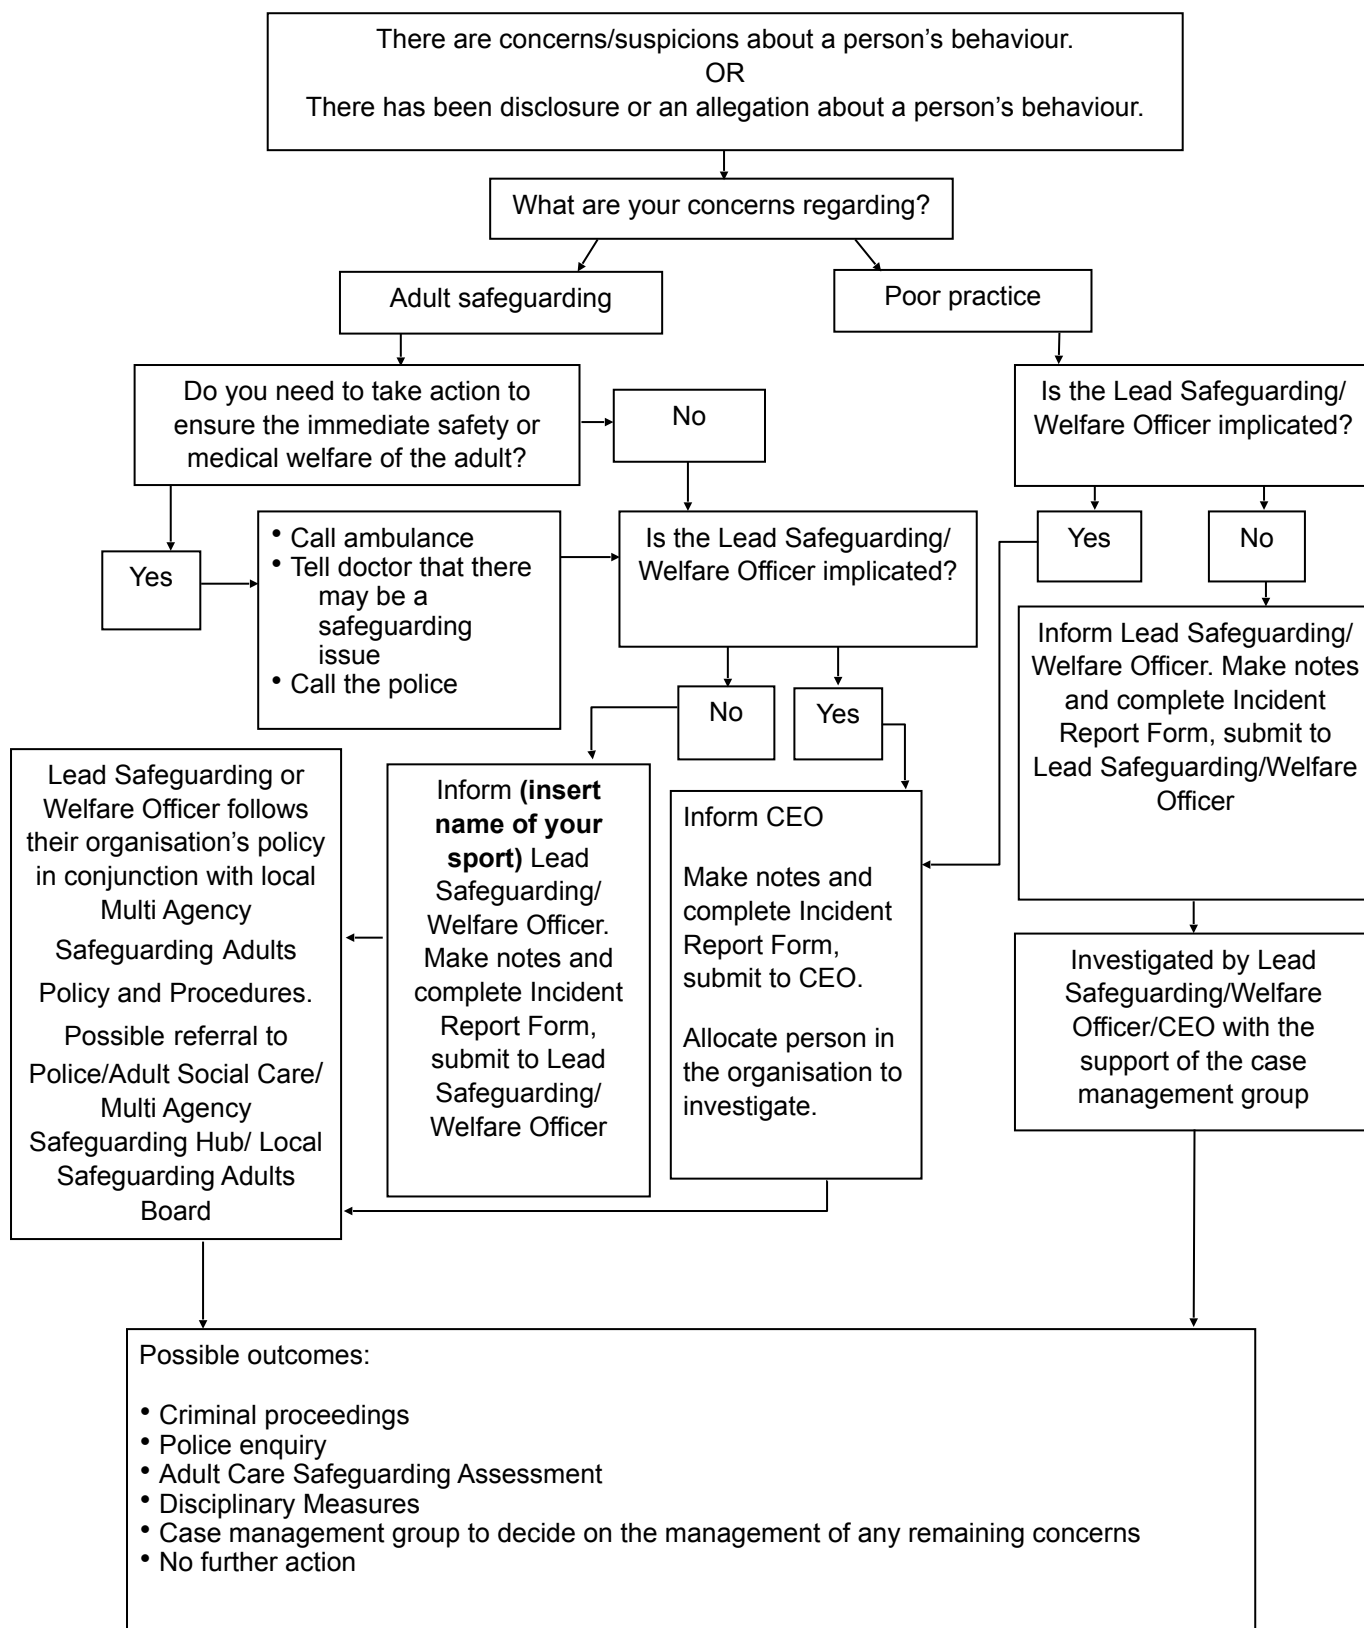 There are concerns/suspicions about a person’s behaviour.
OR
There has been disclosure or an allegation about a person’s behaviour.
What are your concerns regarding?
Adult safeguarding
Poor practice
Do you need to take action to
ensure the immediate safety or
medical welfare of the adult?
No
Is the Lead Safeguarding/
Welfare Officer implicated?
Yes
• Call ambulance
• Tell doctor that there
may be a
safeguarding
issue
• Call the police
Is the Lead Safeguarding/
Welfare Officer implicated?
Yes
No
No
Yes
Inform Lead Safeguarding/
Welfare Officer. Make notes
and complete Incident
Report Form, submit to
Lead Safeguarding/Welfare
Officer
Lead Safeguarding or
Welfare Officer follows
their organisation’s policy
in conjunction with local
Multi Agency
Safeguarding Adults
Policy and Procedures.
Possible referral to
Police/Adult Social Care/
Multi Agency
Safeguarding Hub/ Local
Safeguarding Adults
Board
Inform (insert
name of your
sport) Lead
Safeguarding/
Welfare Officer.
Make notes and
complete Incident
Report Form,
submit to Lead
Safeguarding/
Welfare Officer
Inform CEO
Make notes and
complete Incident
Report Form,
submit to CEO.
Allocate person in
the organisation to
investigate.
Investigated by Lead
Safeguarding/Welfare
Officer/CEO with the
support of the case
management group
Possible outcomes:
• Criminal proceedings
• Police enquiry
• Adult Care Safeguarding Assessment
• Disciplinary Measures
• Case management group to decide on the management of any remaining concerns
• No further action